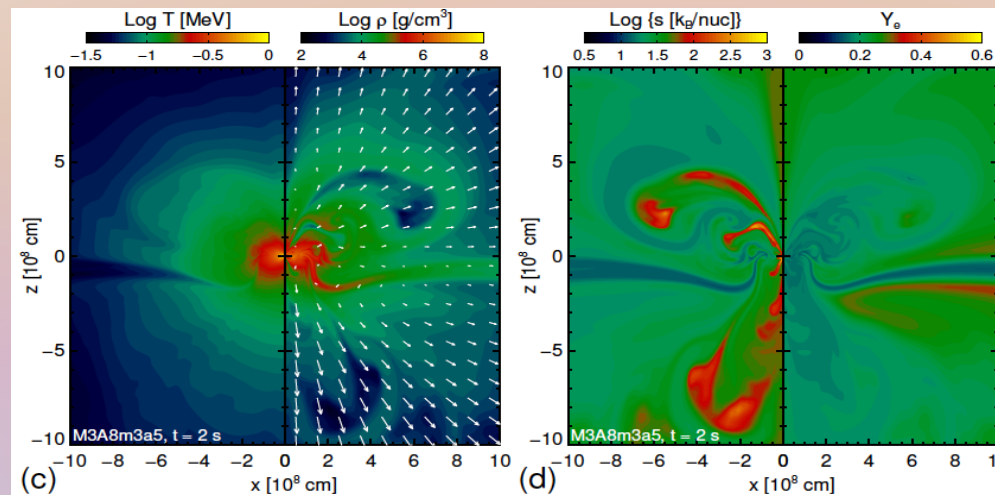 Log T [MeV] Log ρ [g/cm³] Log {s [k_B/nuc]} Y_e
-1.5 -1 -0.5 0 2 4 6 8 0.5 1 1.5 2 2.5 3 0 0.2 0.4 0.6
10 10
5 5
z [10⁸ cm] 0 z [10⁸ cm] 0
-5 -5
-10 M3A8m3a5, t = 2 s -10 M3A8m3a5, t = 2 s
-10 -8 -6 -4 -2 0 2 4 6 8 10 -10 -8 -6 -4 -2 0 2 4 6 8 10
(c) x [10⁸ cm] (d) x [10⁸ cm]